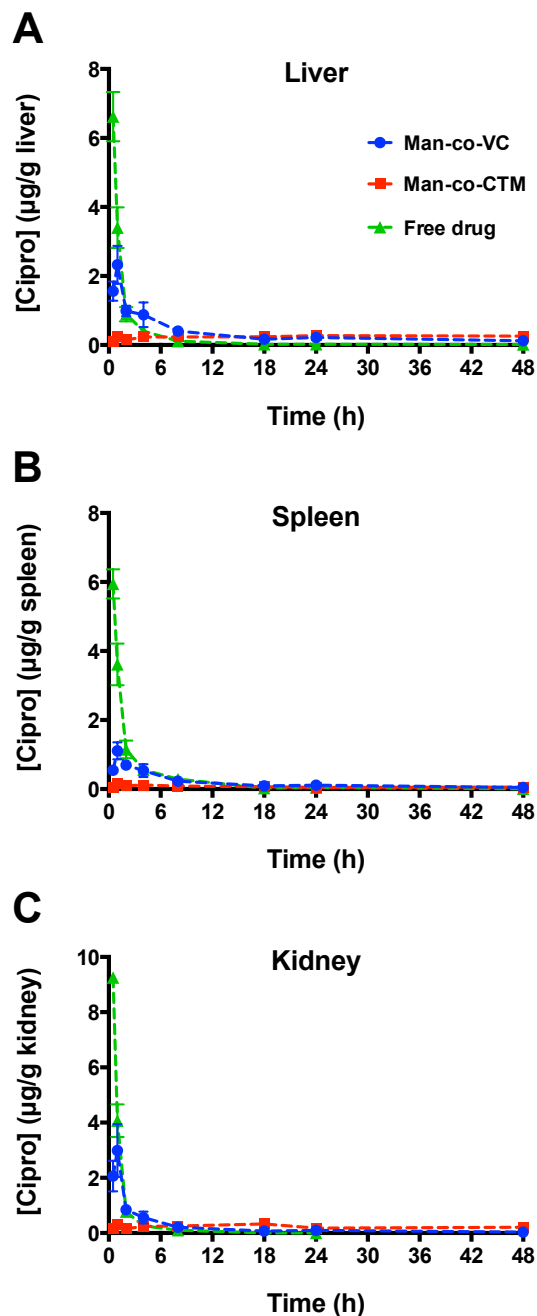 A
Liver
[Cipro] (µg/g liver)
8
6
4
2
0
Man-co-VC
Man-co-CTM
Free drug
0 6 12 18 24 30 36 42 48
Time (h)
B
Spleen
[Cipro] (µg/g spleen)
8
6
4
2
0
0 6 12 18 24 30 36 42 48
Time (h)
C
Kidney
[Cipro] (µg/g kidney)
10
8
6
4
2
0
0 6 12 18 24 30 36 42 48
Time (h)